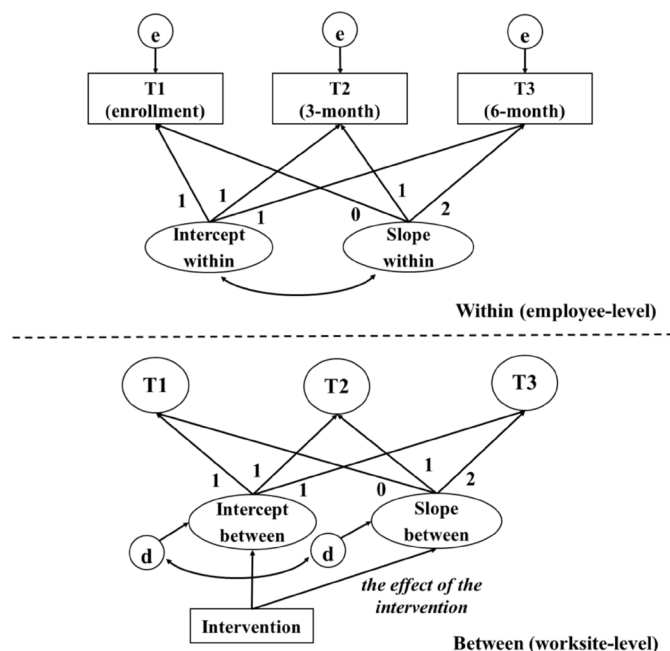 e
e
e
T1
(enrollment)
T2
(3-month)
T3
(6-month)
1
1
1
0
1
2
Intercept
within
Slope
within
Within (employee-level)
T1
T2
T3
1
1
1
0
1
2
Intercept
between
Slope
between
d
d
the effect of the
intervention
Intervention
Between (worksite-level)